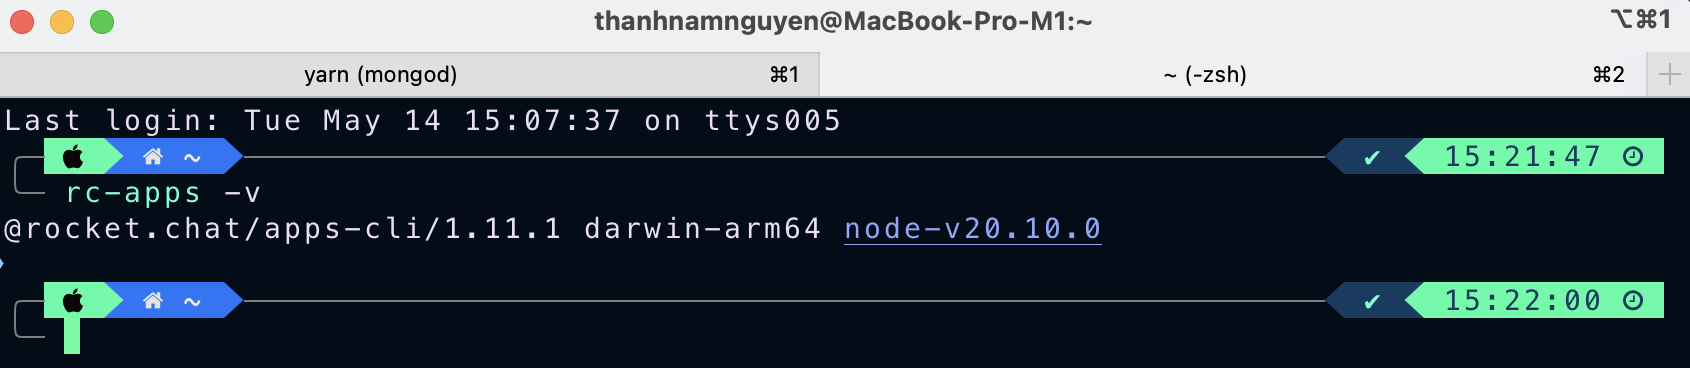 thanhnamnguyen@MacBook-Pro-M1:~ ⌥⌘1
yarn (mongod) ⌘1 ~ (-zsh) ⌘2
Last login: Tue May 14 15:07:37 on ttys005
~ ✔ 15:21:47
rc-apps -v
@rocket.chat/apps-cli/1.11.1 darwin-arm64 node-v20.10.0
~ ✔ 15:22:00